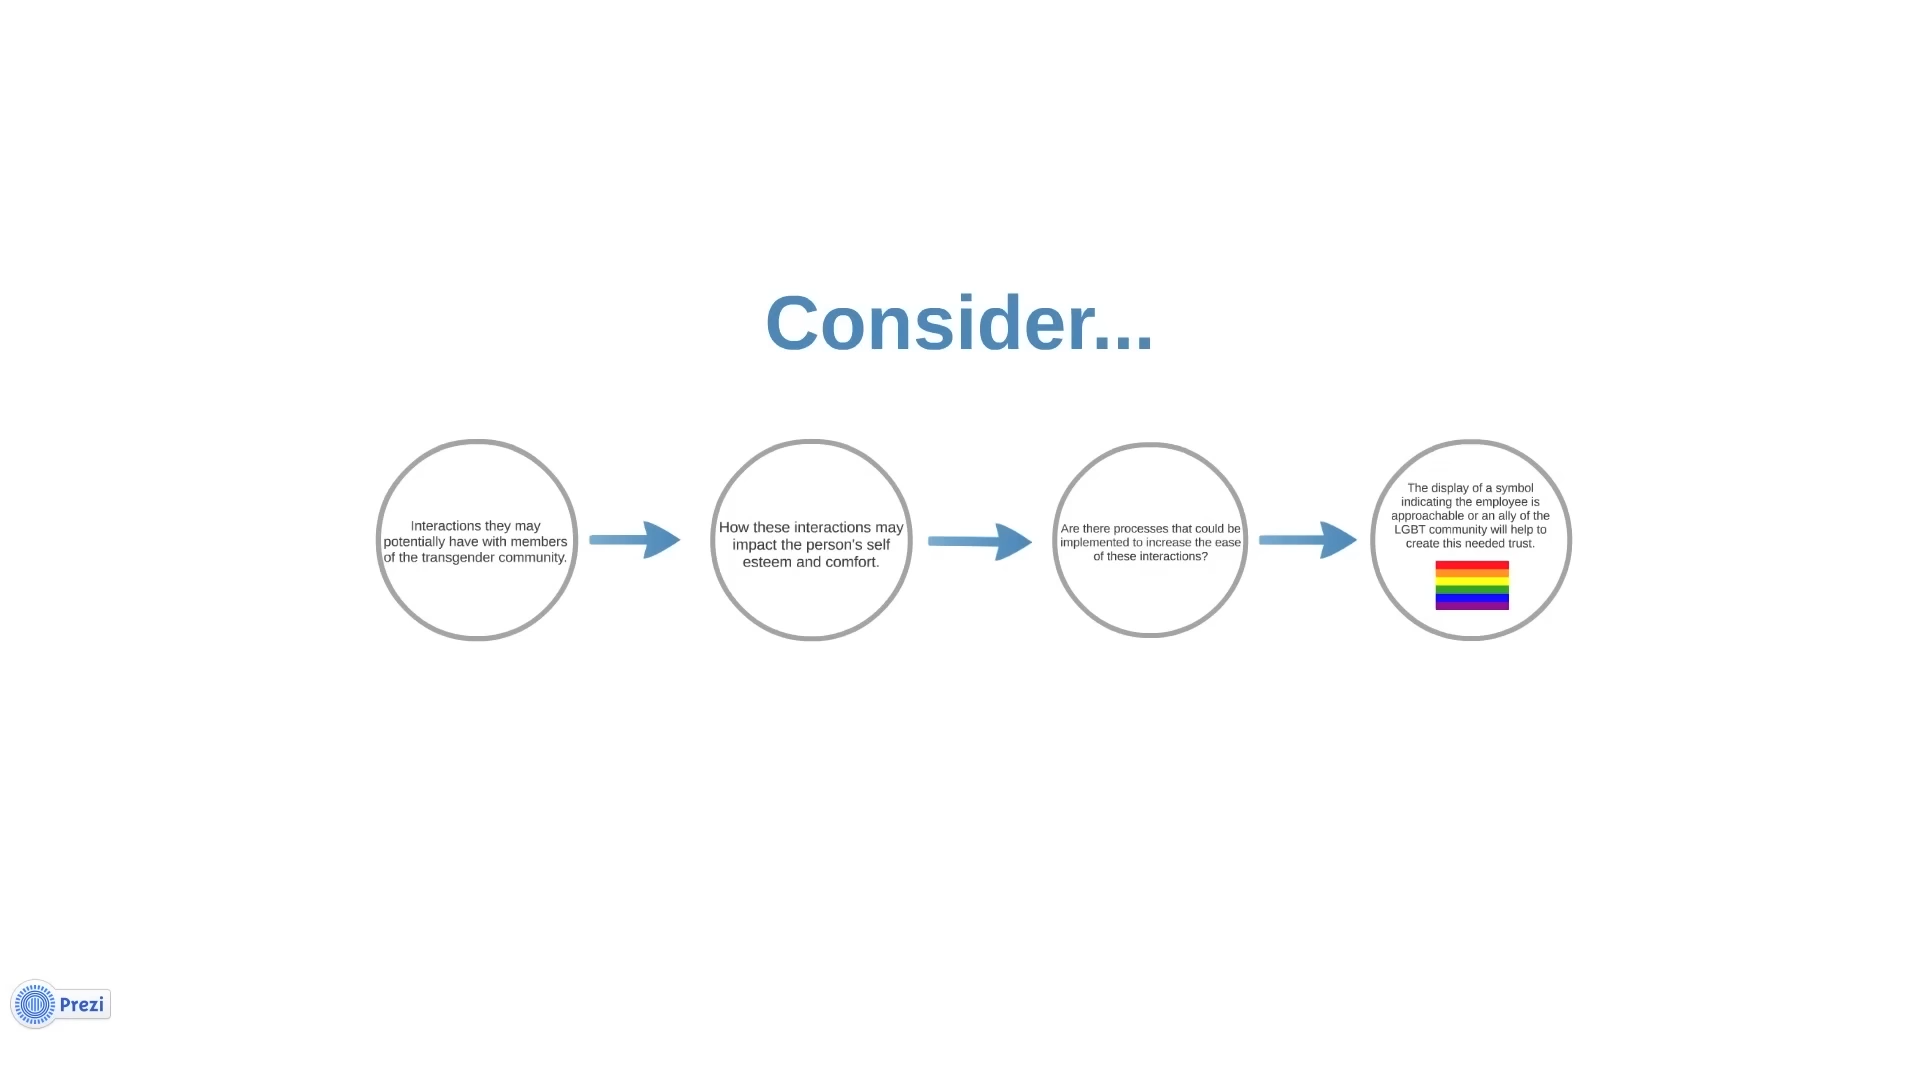 Consider...
Interactions they may
potentially have with members
of the transgender community.
How these interactions may
impact the person's self
esteem and comfort.
Are there processes that could be
implemented to increase the ease
of these interactions?
The display of a symbol
indicating the employee is
approachable or an ally of the
LGBT community will help to
create this needed trust.
Prezi